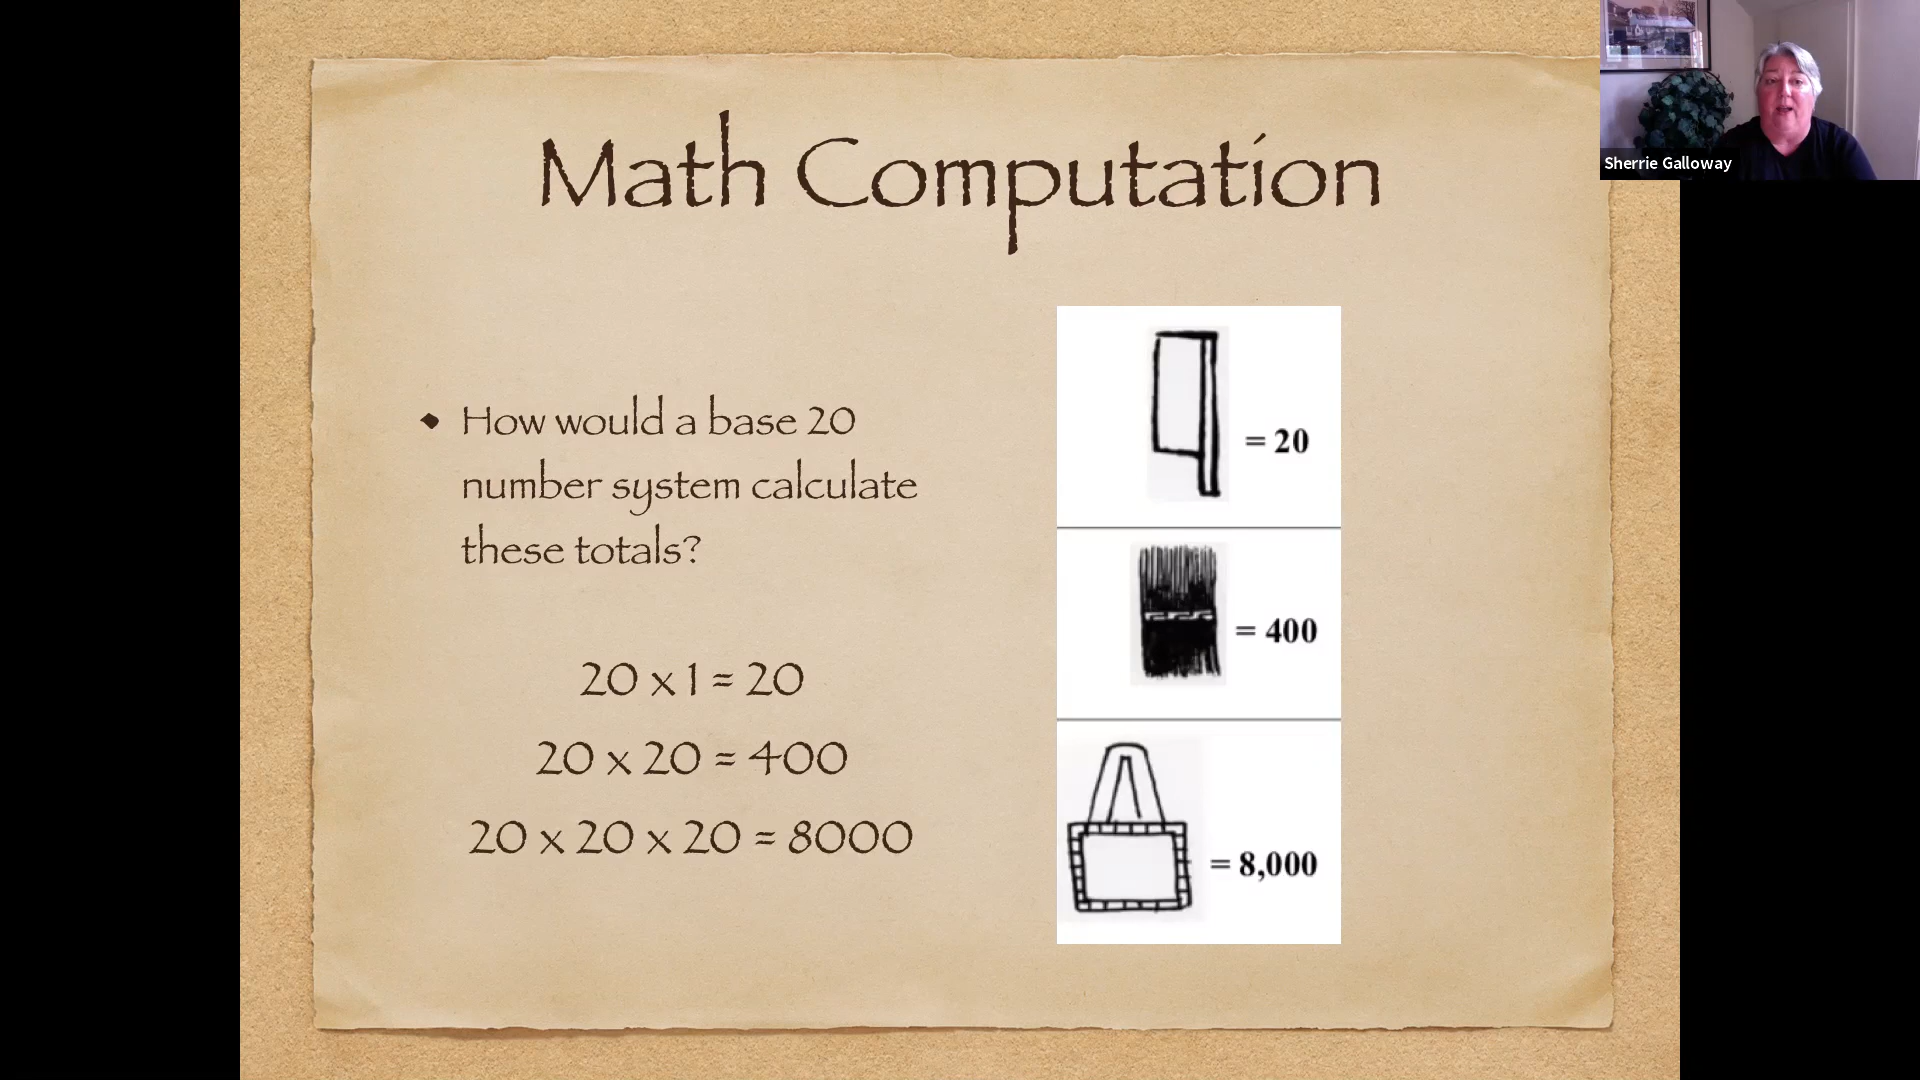 Math Computation
• How would a base 20
number system calculate
these totals?
20 x 1 = 20
20 x 20 = 400
20 x 20 x 20 = 8000
= 20
= 400
= 8,000
Sherrie Galloway